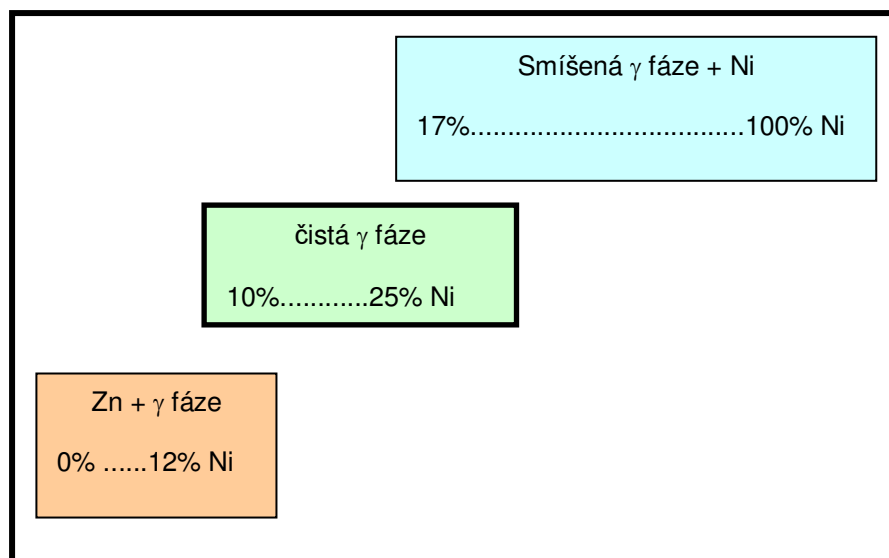 Smíšená γ fáze + Ni
17%.....................................100% Ni
čistá γ fáze
10%............25% Ni
Zn + γ fáze
0% ......12% Ni